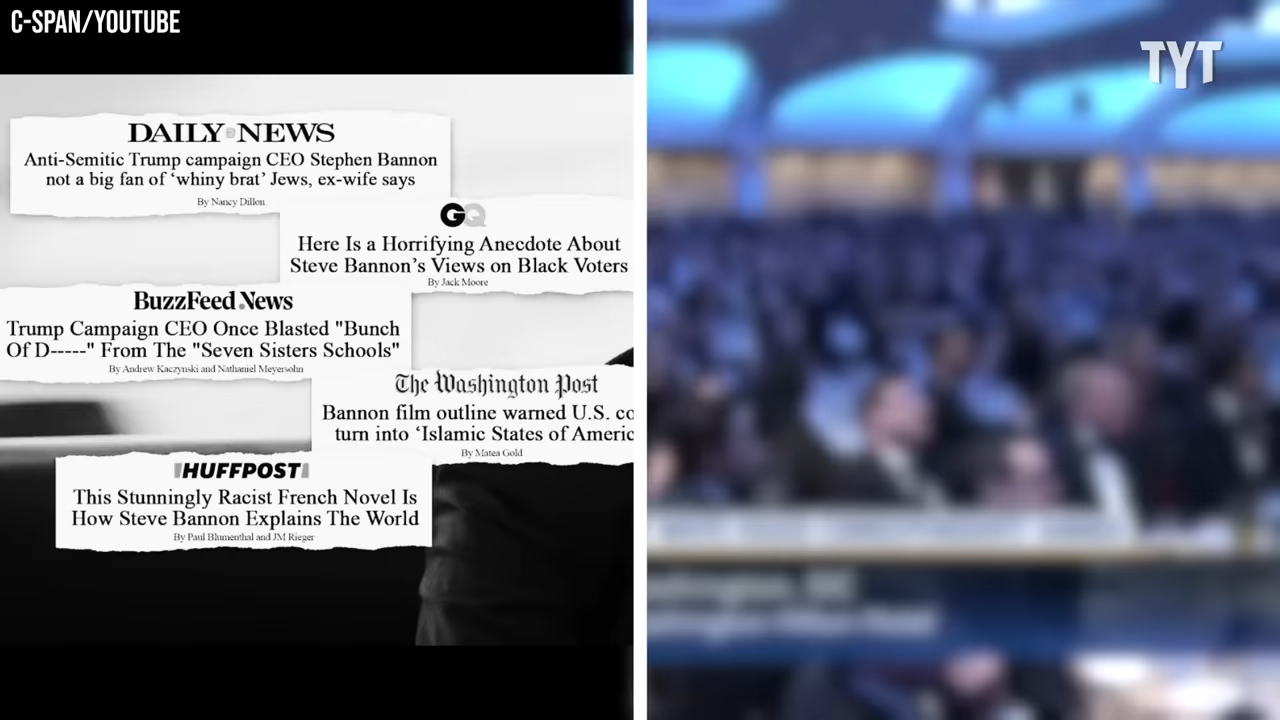 C-SPAN/YOUTUBE
TYT
DAILY NEWS
Anti-Semitic Trump campaign CEO Stephen Bannon
not a big fan of ‘whiny brat’ Jews, ex-wife says
By Nancy Dillon
GQ
Here Is a Horrifying Anecdote About
Steve Bannon’s Views on Black Voters
By Jack Moore
BuzzFeed News
Trump Campaign CEO Once Blasted "Bunch
Of D-----" From The "Seven Sisters Schools"
By Andrew Kaczynski and Nathaniel Meyersohn
The Washington Post
Bannon film outline warned U.S. co
turn into ‘Islamic States of Americ
By Matea Gold
HUFFPOST
This Stunningly Racist French Novel Is
How Steve Bannon Explains The World
By Paul Blumenthal and JM Rieger